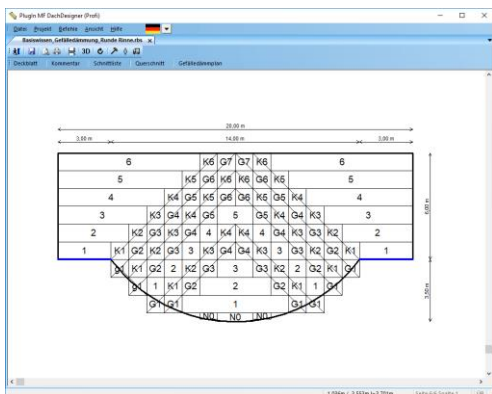 PlugIn MF DachDesigner (Profi)
Datei Projekt Befehle Ansicht Hilfe
Basiswissen_Gefälledämmung_Runde Rinne.rbs x
3D
Deckblatt Kommentar Schnittliste Querschnitt Gefälledämmplan
20,00 m
3,00 m 14,00 m 3,00 m
6 K6 G7 G7 K6 6
5 K5 G6 K6 K6 G6 K5 5
4 K4 G5 K5 G6 G6 K5 G5 K4 4
3 K3 G4 K4 G5 5 G5 K4 G4 K3 3
2 K2 G3 K3 G4 4 K4 K4 4 G4 K3 G3 K2 2
1 K1 G2 K2 G3 3 K3 G4 G4 K3 3 G3 K2 G2 K1 1
g1 K1 G2 2 K2 G3 3 G3 K2 2 G2 K1 G1
g1 1 K1 G2 2 G2 K1 1 G1
G1 G1 1 G1 G1
N0 N0 N0
6,00 m
3,50 m